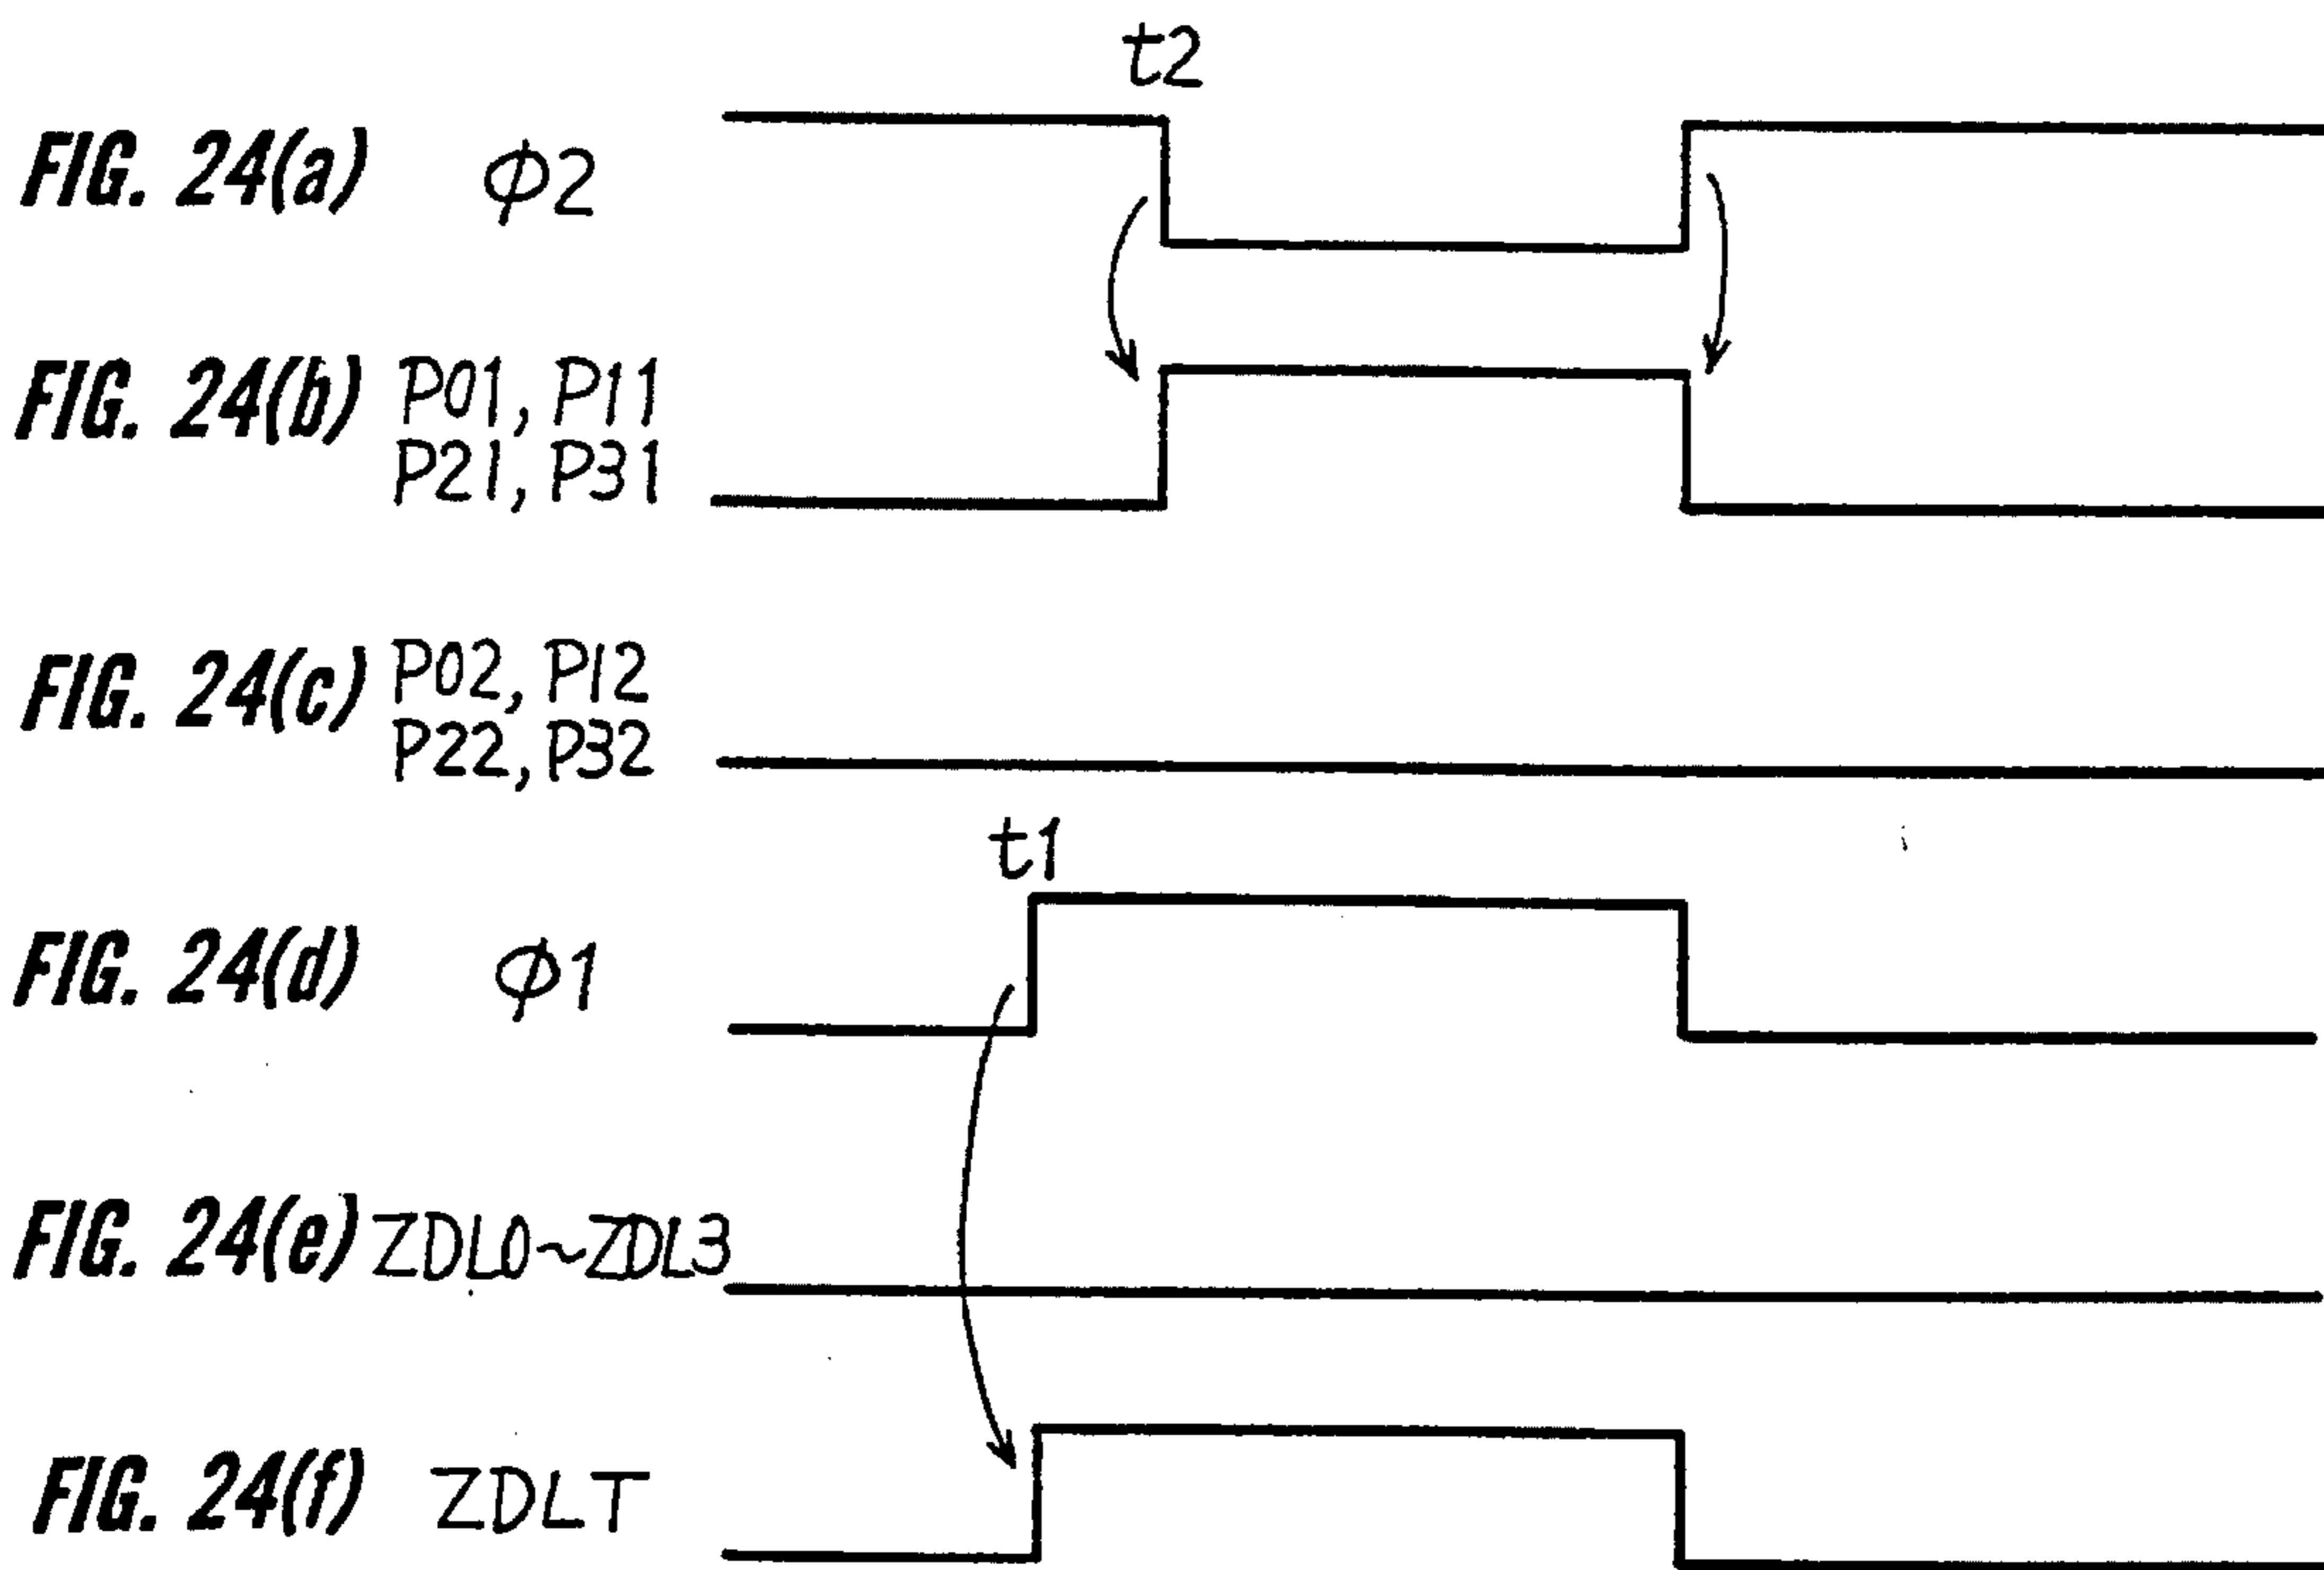 t2
FIG. 24(a) φ2
FIG. 24(b) P01, P11
P21, P31
FIG. 24(c) P02, P12
P22, P32
t1
FIG. 24(d) φ1
FIG. 24(e) ZDL0~ZDL3
FIG. 24(f) ZDLT